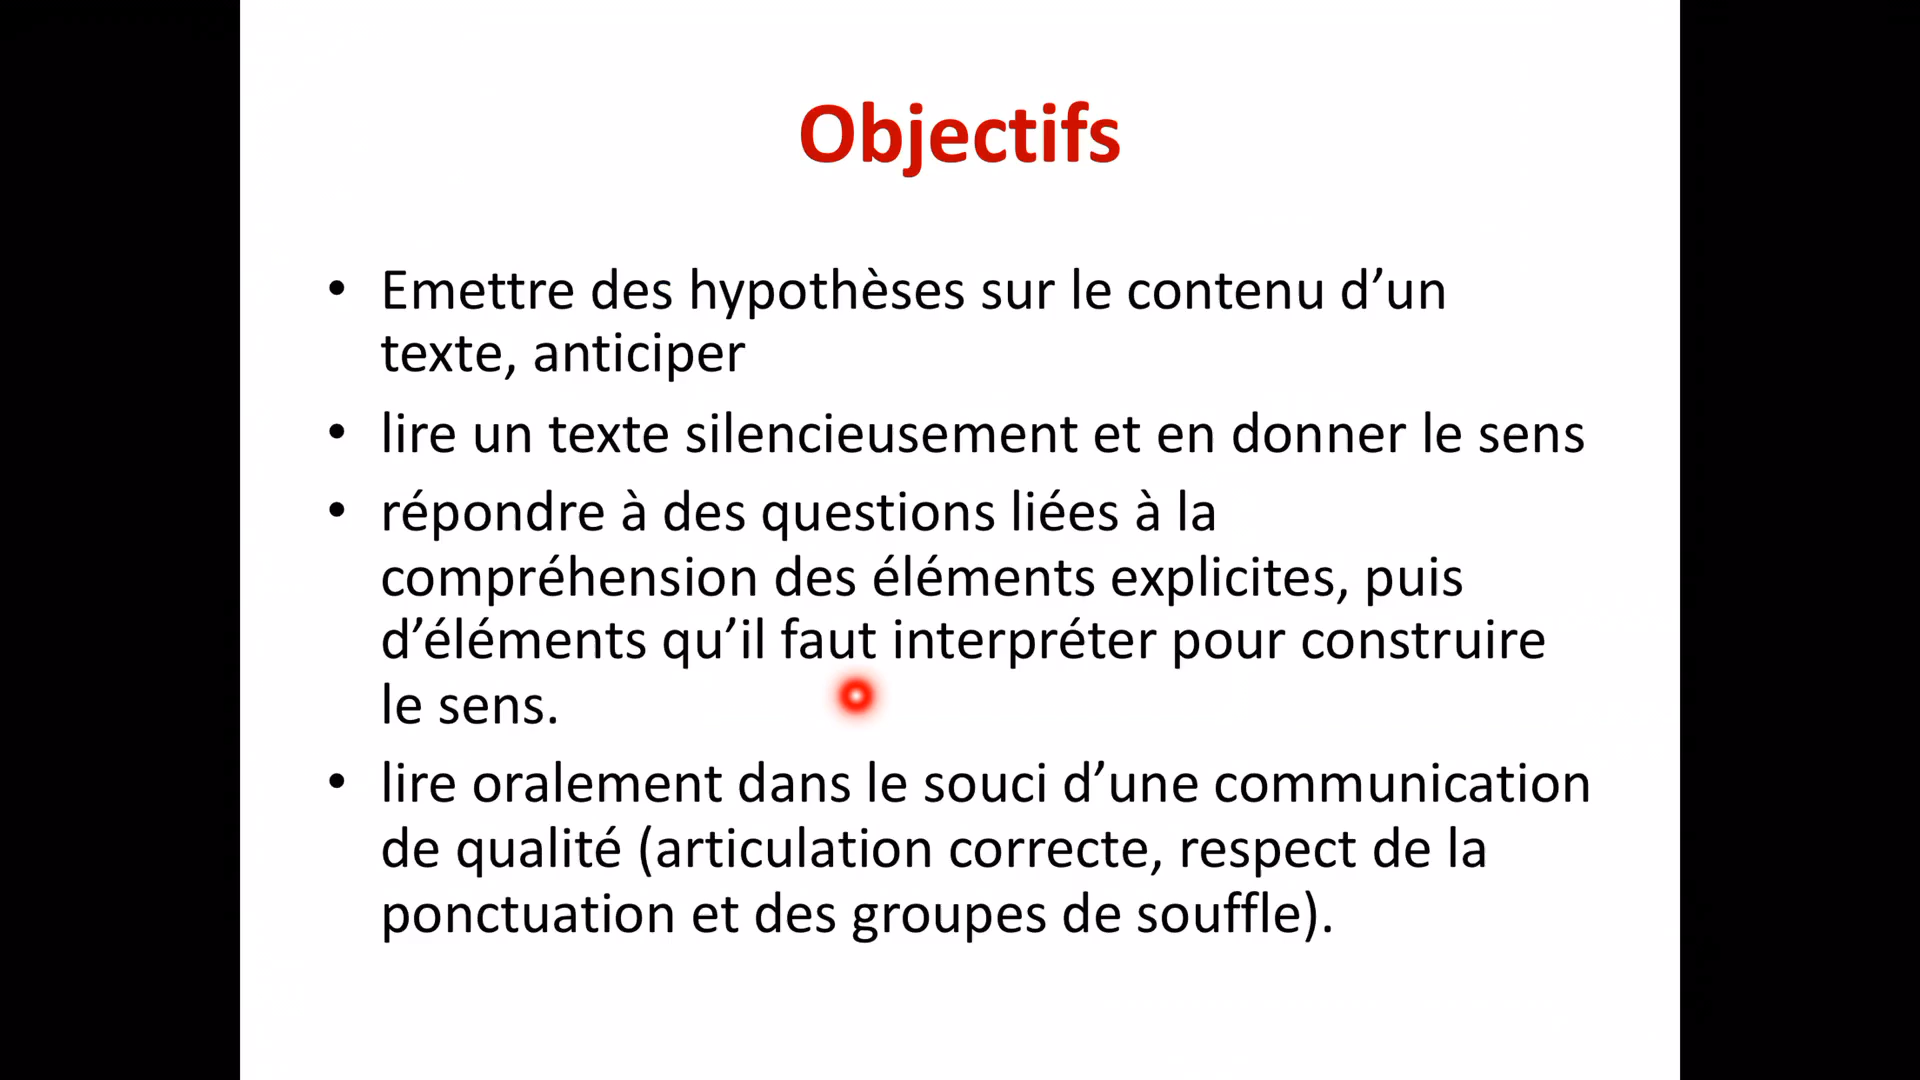 Objectifs
• Emettre des hypothèses sur le contenu d’un
texte, anticiper
• lire un texte silencieusement et en donner le sens
• répondre à des questions liées à la
compréhension des éléments explicites, puis
d’éléments qu’il faut interpréter pour construire
le sens.
• lire oralement dans le souci d’une communication
de qualité (articulation correcte, respect de la
ponctuation et des groupes de souffle).